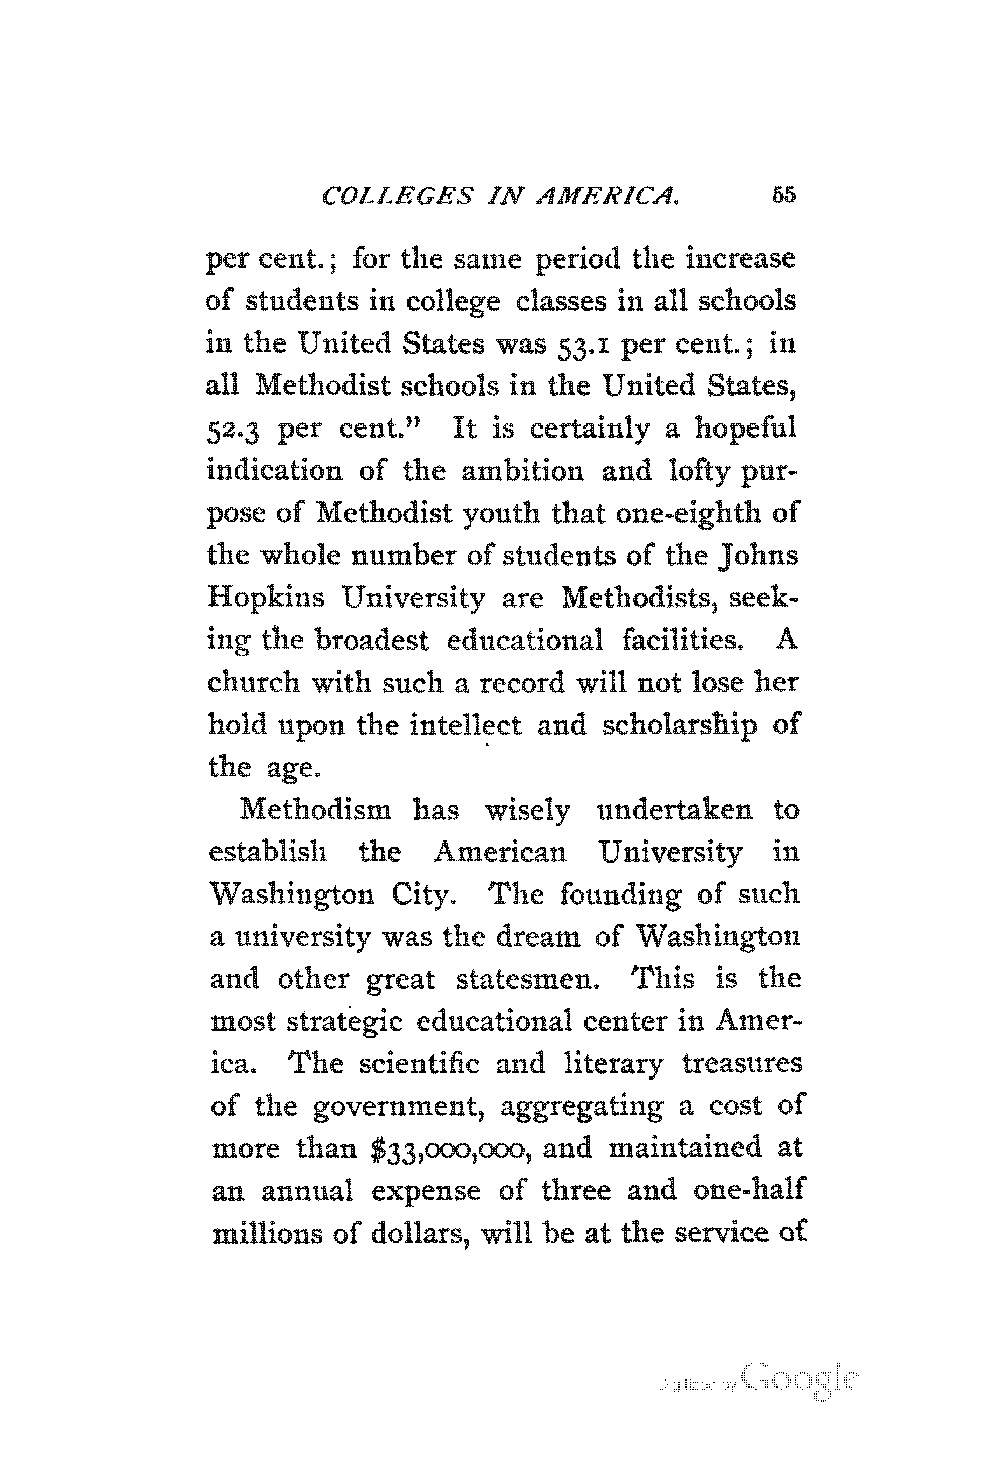 COLLEGES IN AMERICA. 55
per cent.; for the same period the increase
of students in college classes in all schools
in the United States was 53.1 per cent.; in
all Methodist schools in the United States,
52.3 per cent.” It is certainly a hopeful
indication of the ambition and lofty pur-
pose of Methodist youth that one-eighth of
the whole number of students of the Johns
Hopkins University are Methodists, seek-
ing the broadest educational facilities. A
church with such a record will not lose her
hold upon the intellect and scholarship of
the age.
Methodism has wisely undertaken to
establish the American University in
Washington City. The founding of such
a university was the dream of Washington
and other great statesmen. This is the
most strategic educational center in Amer-
ica. The scientific and literary treasures
of the government, aggregating a cost of
more than $33,000,000, and maintained at
an annual expense of three and one-half
millions of dollars, will be at the service of
Digitized by Google